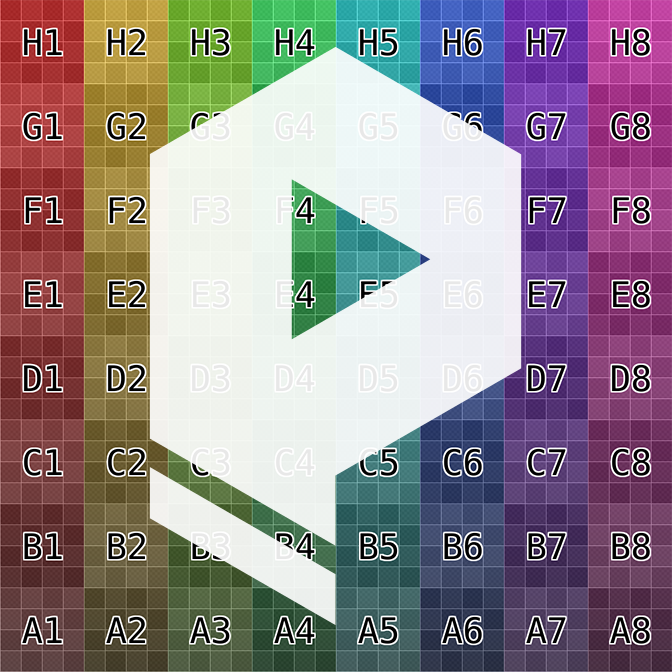 H1 H2 H3 H4 H5 H6 H7 H8
G1 G2 G3 G4 G5 G6 G7 G8
F1 F2 F3 F4 F5 F6 F7 F8
E1 E2 E3 E4 E5 E6 E7 E8
D1 D2 D3 D4 D5 D6 D7 D8
C1 C2 C3 C4 C5 C6 C7 C8
B1 B2 B3 B4 B5 B6 B7 B8
A1 A2 A3 A4 A5 A6 A7 A8